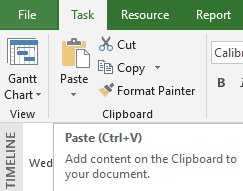 File Task Resource Report
Gantt Chart
Paste
Cut
Copy
Format Painter
Calibr
B
View
Clipboard
Paste (Ctrl+V)
Add content on the Clipboard to
your document.
TIMELINE
Wed